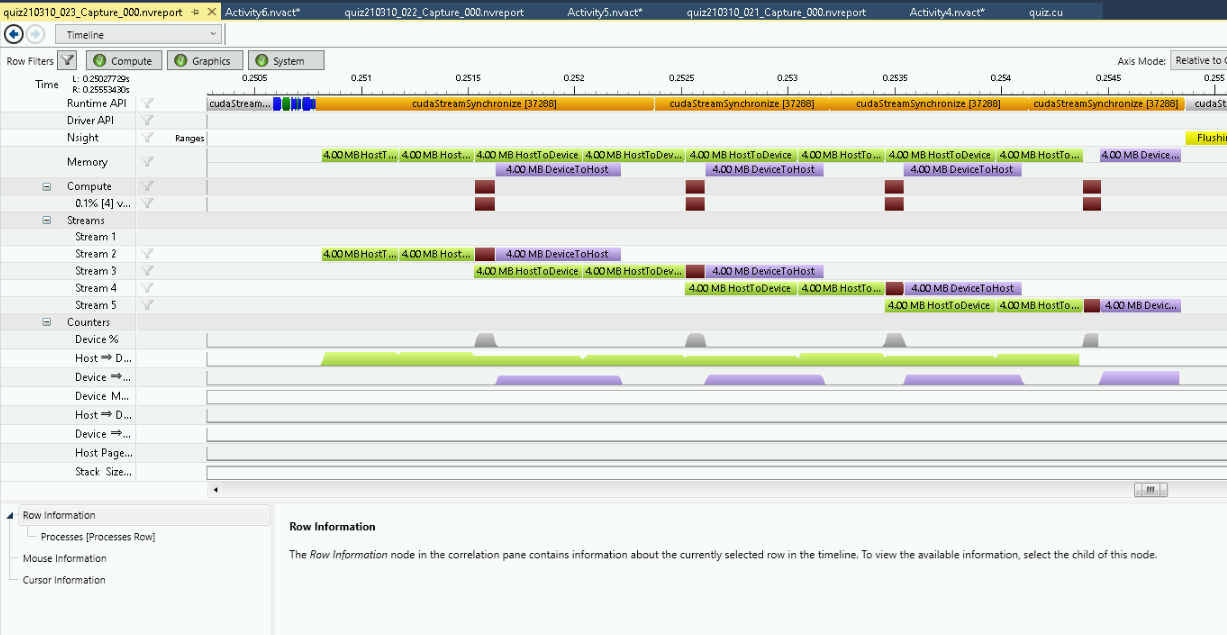 quiz210310_023_Capture_000.nvreport Activity6.nvact* quiz210310_022_Capture_000.nvreport Activity5.nvact* quiz210310_021_Capture_000.nvreport Activity4.nvact* quiz.cu
Timeline
Row Filters Compute Graphics System Axis Mode: Relative to C
Time L: 0.25027729s 0.2505 0.251 0.2515 0.252 0.2525 0.253 0.2535 0.254 0.2545 0.255
R: 0.25553430s
Runtime API cudaStream... cudaStreamSynchronize [37288] cudaStreamSynchronize [37288] cudaStreamSynchronize [37288] cudaStreamSynchronize [37288] cudaSt
Driver API
Nsight Ranges Flushin
Memory 4.00 MB HostT... 4.00 MB Host... 4.00 MB HostToDevice 4.00 MB HostToDev... 4.00 MB HostToDevice 4.00 MB HostTo... 4.00 MB HostToDevice 4.00 MB HostTo... 4.00 MB Device...
4.00 MB DeviceToHost 4.00 MB DeviceToHost 4.00 MB DeviceToHost
Compute
0.1% [4] v...
Streams
Stream 1
Stream 2 4.00 MB HostT... 4.00 MB Host... 4.00 MB DeviceToHost
Stream 3 4.00 MB HostToDevice 4.00 MB HostToDev... 4.00 MB DeviceToHost
Stream 4 4.00 MB HostToDevice 4.00 MB HostTo... 4.00 MB DeviceToHost
Stream 5 4.00 MB HostToDevice 4.00 MB HostTo... 4.00 MB Devic...
Counters
Device %
Host ⇒ D...
Device ⇒...
Device M...
Host ⇒ D...
Device ⇒...
Host Page...
Stack Size...
Row Information
Processes [Processes Row]
Mouse Information
Cursor Information
Row Information
The Row Information node in the correlation pane contains information about the currently selected row in the timeline. To view the available information, select the child of this node.